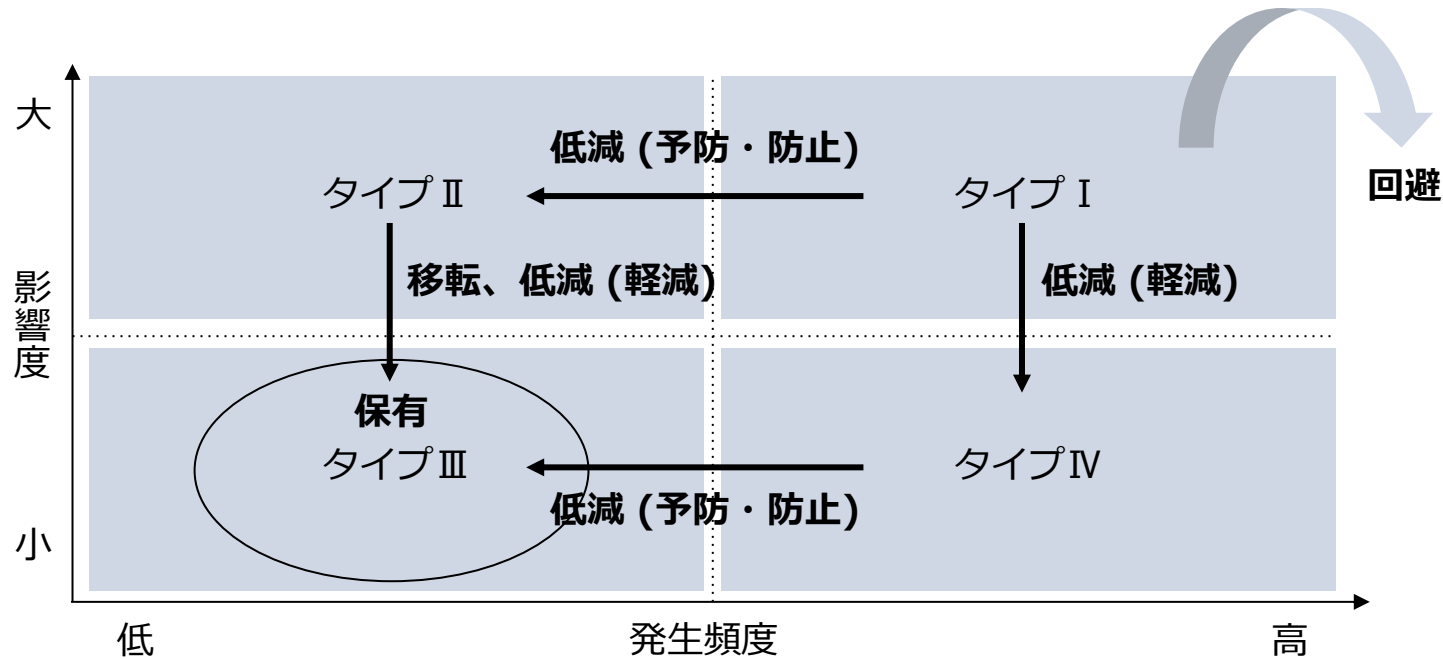 大
低減 (予防・防止)
回避
タイプⅡ
タイプⅠ
移転、低減 (軽減)
低減 (軽減)
影響度
保有
タイプⅢ
タイプⅣ
低減 (予防・防止)
小
低
発生頻度
高